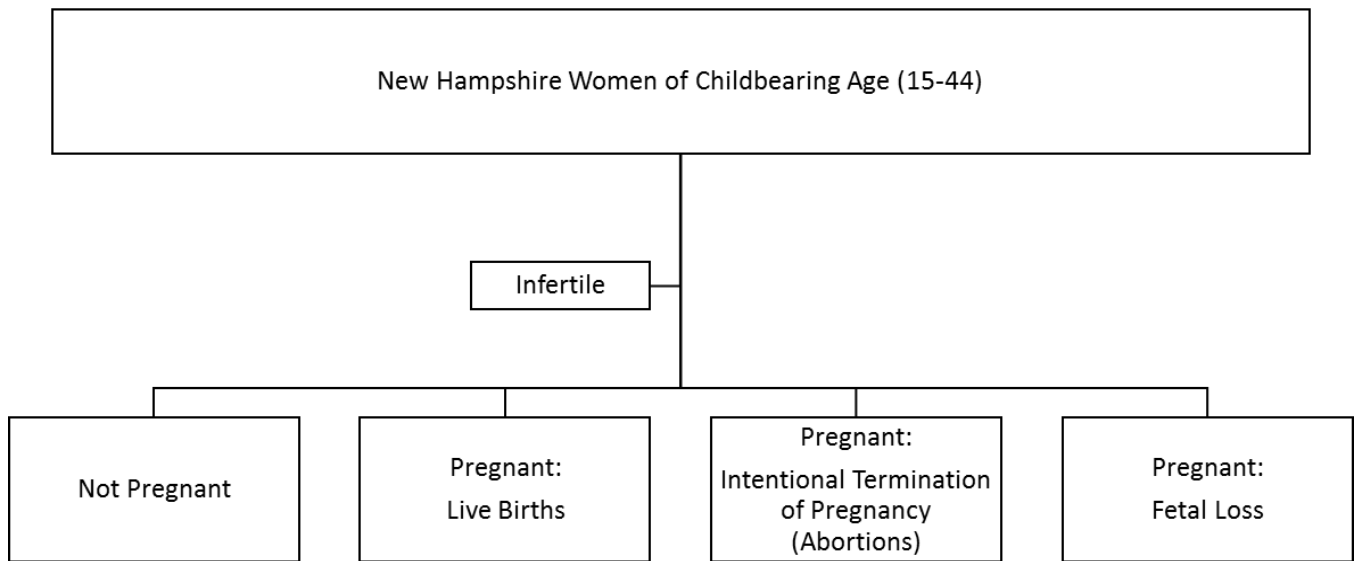 New Hampshire Women of Childbearing Age (15-44)
Infertile
Not Pregnant
Pregnant:
Live Births
Pregnant:
Intentional Termination
of Pregnancy
(Abortions)
Pregnant:
Fetal Loss